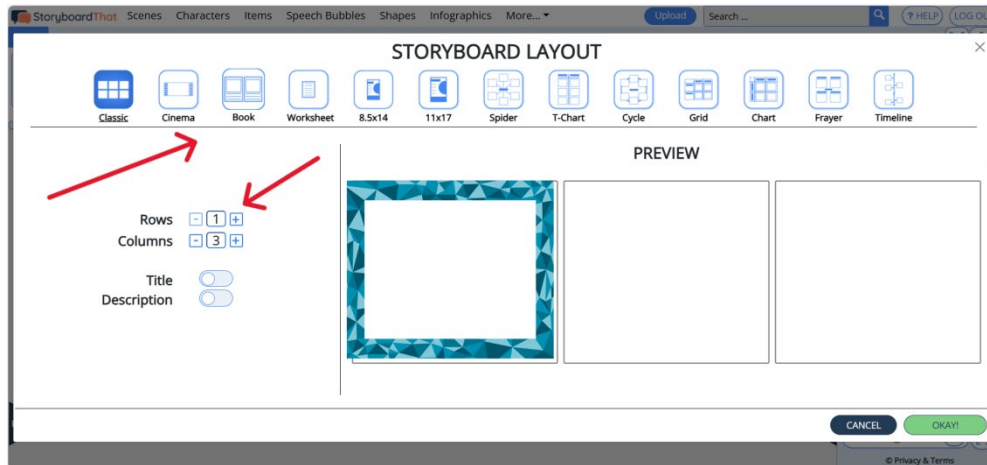 StoryboardThat Scenes Characters Items Speech Bubbles Shapes Infographics More... Upload Search ... ? HELP LOG OU
STORYBOARD LAYOUT
Classic Cinema Book Worksheet 8.5x14 11x17 Spider T-Chart Cycle Grid Chart Frayer Timeline
PREVIEW
Rows - 1 +
Columns - 3 +
Title
Description
CANCEL OKAY!
© Privacy & Terms